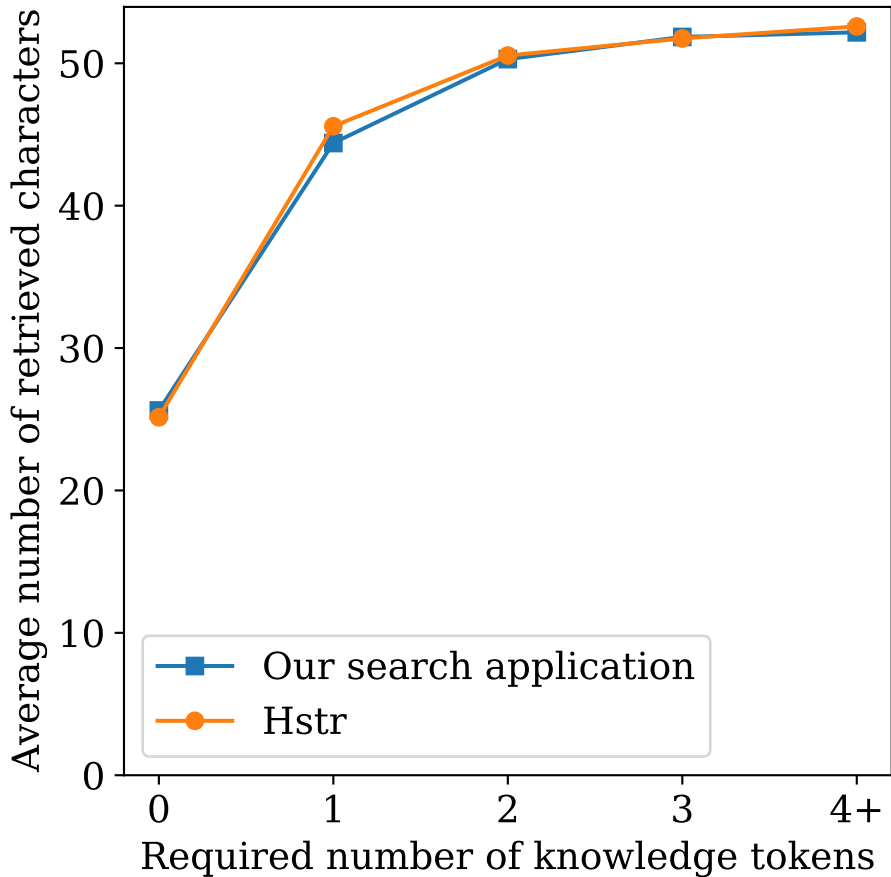 Average number of retrieved characters
50
40
30
20
10
0
Our search application
Hstr
0 1 2 3 4+
Required number of knowledge tokens